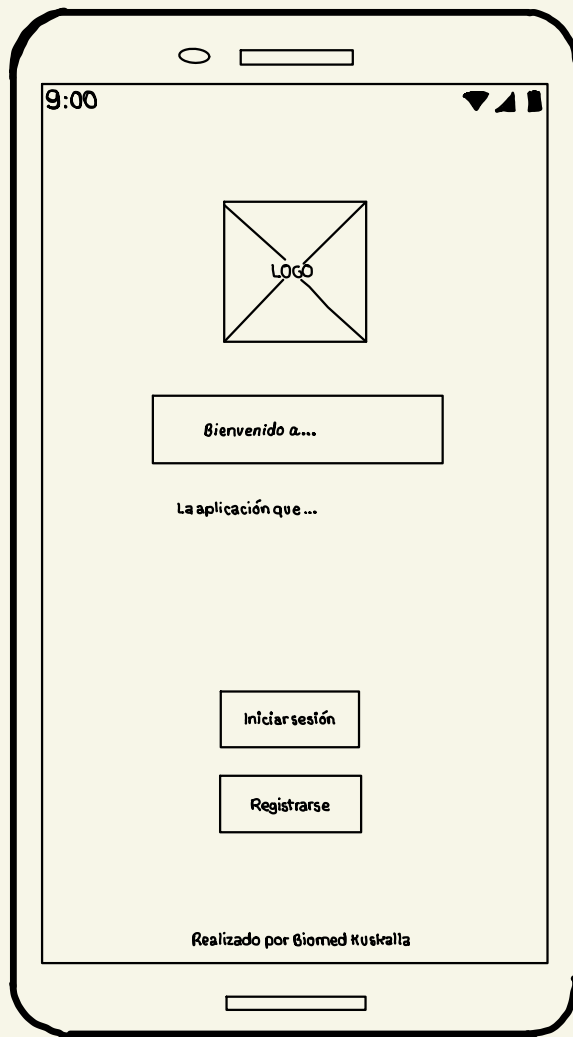 9:00
LOGO
Bienvenido a...
La aplicación que...
Iniciar sesión
Registrarse
Realizado por Biomed Kuskalla